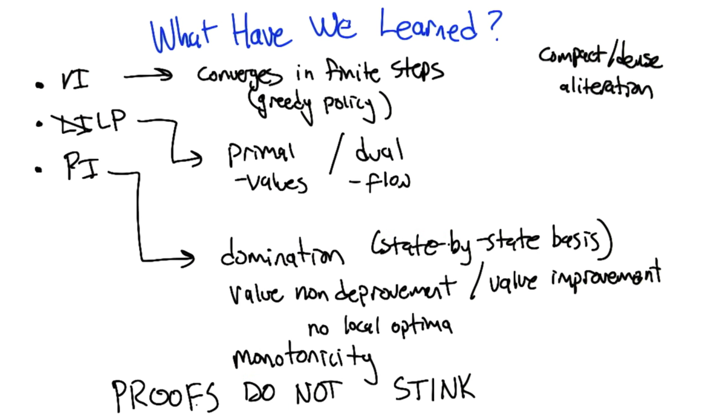 What Have We Learned?
compact/dense
aliteration
• VI → converges in finite steps
(greedy policy)
• LI LP → primal / dual
-values -flow
• PI → domination (state-by-state basis)
value non deprovement / value improvement
no local optima
monotonicity
PROOFS DO NOT STINK